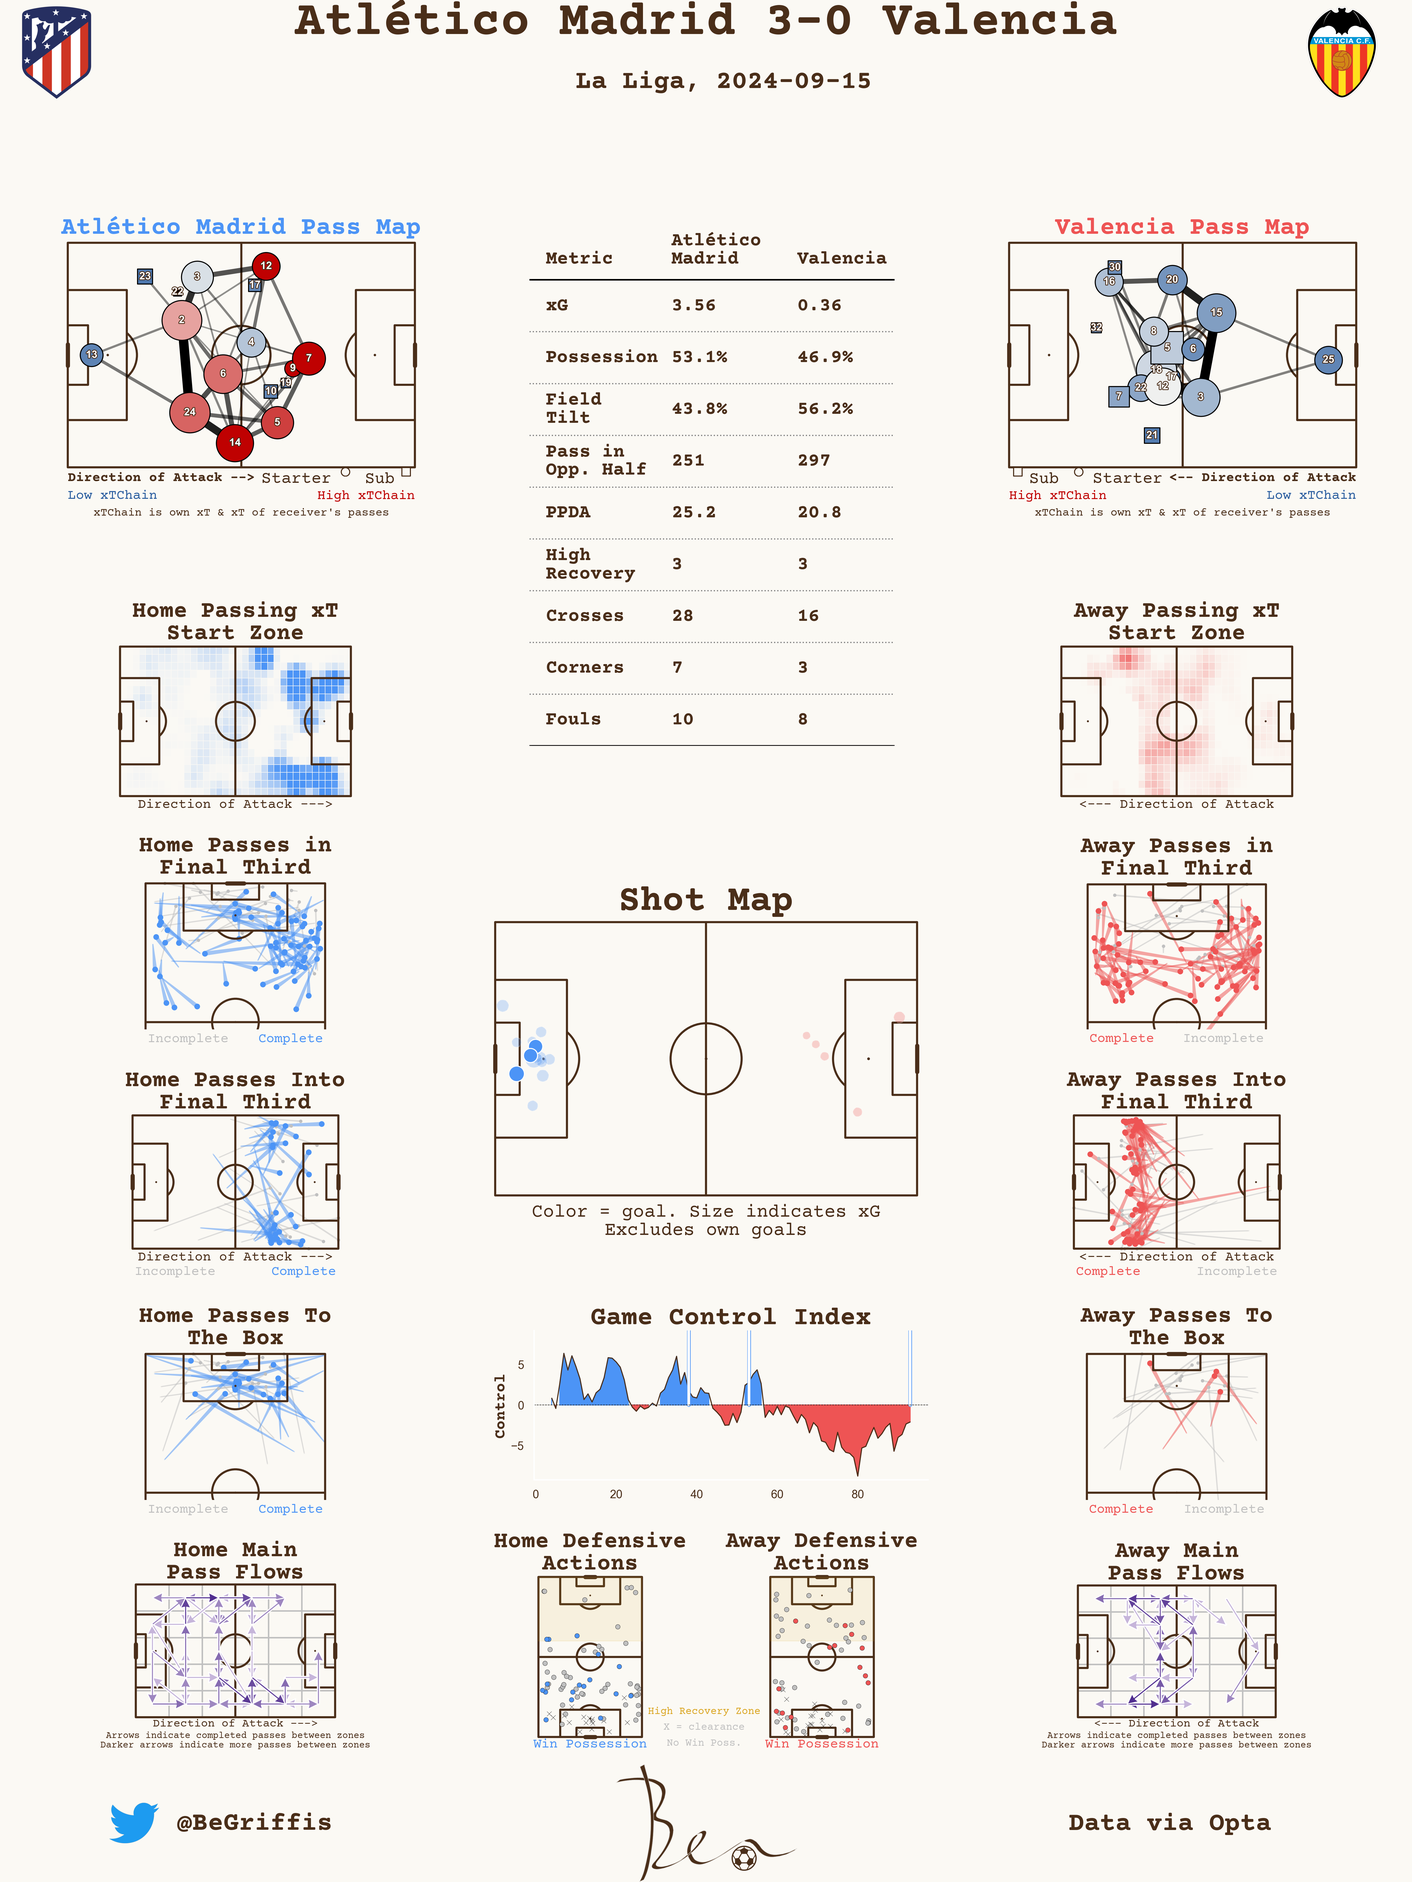 Atlético Madrid 3-0 Valencia
La Liga, 2024-09-15
VALENCIA C.F.
Atlético Madrid Pass Map
23
3
12
22
17
2
4
13
7
6
9
19
10
24
5
14
Direction of Attack --> Starter Sub
Low xTChain High xTChain
xTChain is own xT & xT of receiver's passes
Metric Atlético Madrid Valencia
xG 3.56 0.36
Possession 53.1% 46.9%
Field Tilt 43.8% 56.2%
Pass in Opp. Half 251 297
PPDA 25.2 20.8
High Recovery 3 3
Crosses 28 16
Corners 7 3
Fouls 10 8
Valencia Pass Map
30
16
20
15
32
8
5
6
25
18
17
22
12
7
3
21
Sub Starter <-- Direction of Attack
High xTChain Low xTChain
xTChain is own xT & xT of receiver's passes
Home Passing xT
Start Zone
Direction of Attack --->
Away Passing xT
Start Zone
<--- Direction of Attack
Home Passes in
Final Third
Incomplete Complete
Away Passes in
Final Third
Complete Incomplete
Shot Map
Color = goal. Size indicates xG
Excludes own goals
Home Passes Into
Final Third
Direction of Attack --->
Incomplete Complete
Away Passes Into
Final Third
<--- Direction of Attack
Complete Incomplete
Home Passes To
The Box
Incomplete Complete
Game Control Index
Control
5
0
−5
0 20 40 60 80
Away Passes To
The Box
Complete Incomplete
Home Main
Pass Flows
Direction of Attack --->
Arrows indicate completed passes between zones
Darker arrows indicate more passes between zones
Home Defensive
Actions
Win Possession
Away Defensive
Actions
Win Possession
High Recovery Zone
X = clearance
No Win Poss.
Away Main
Pass Flows
<--- Direction of Attack
Arrows indicate completed passes between zones
Darker arrows indicate more passes between zones
@BeGriffis
Ben
Data via Opta